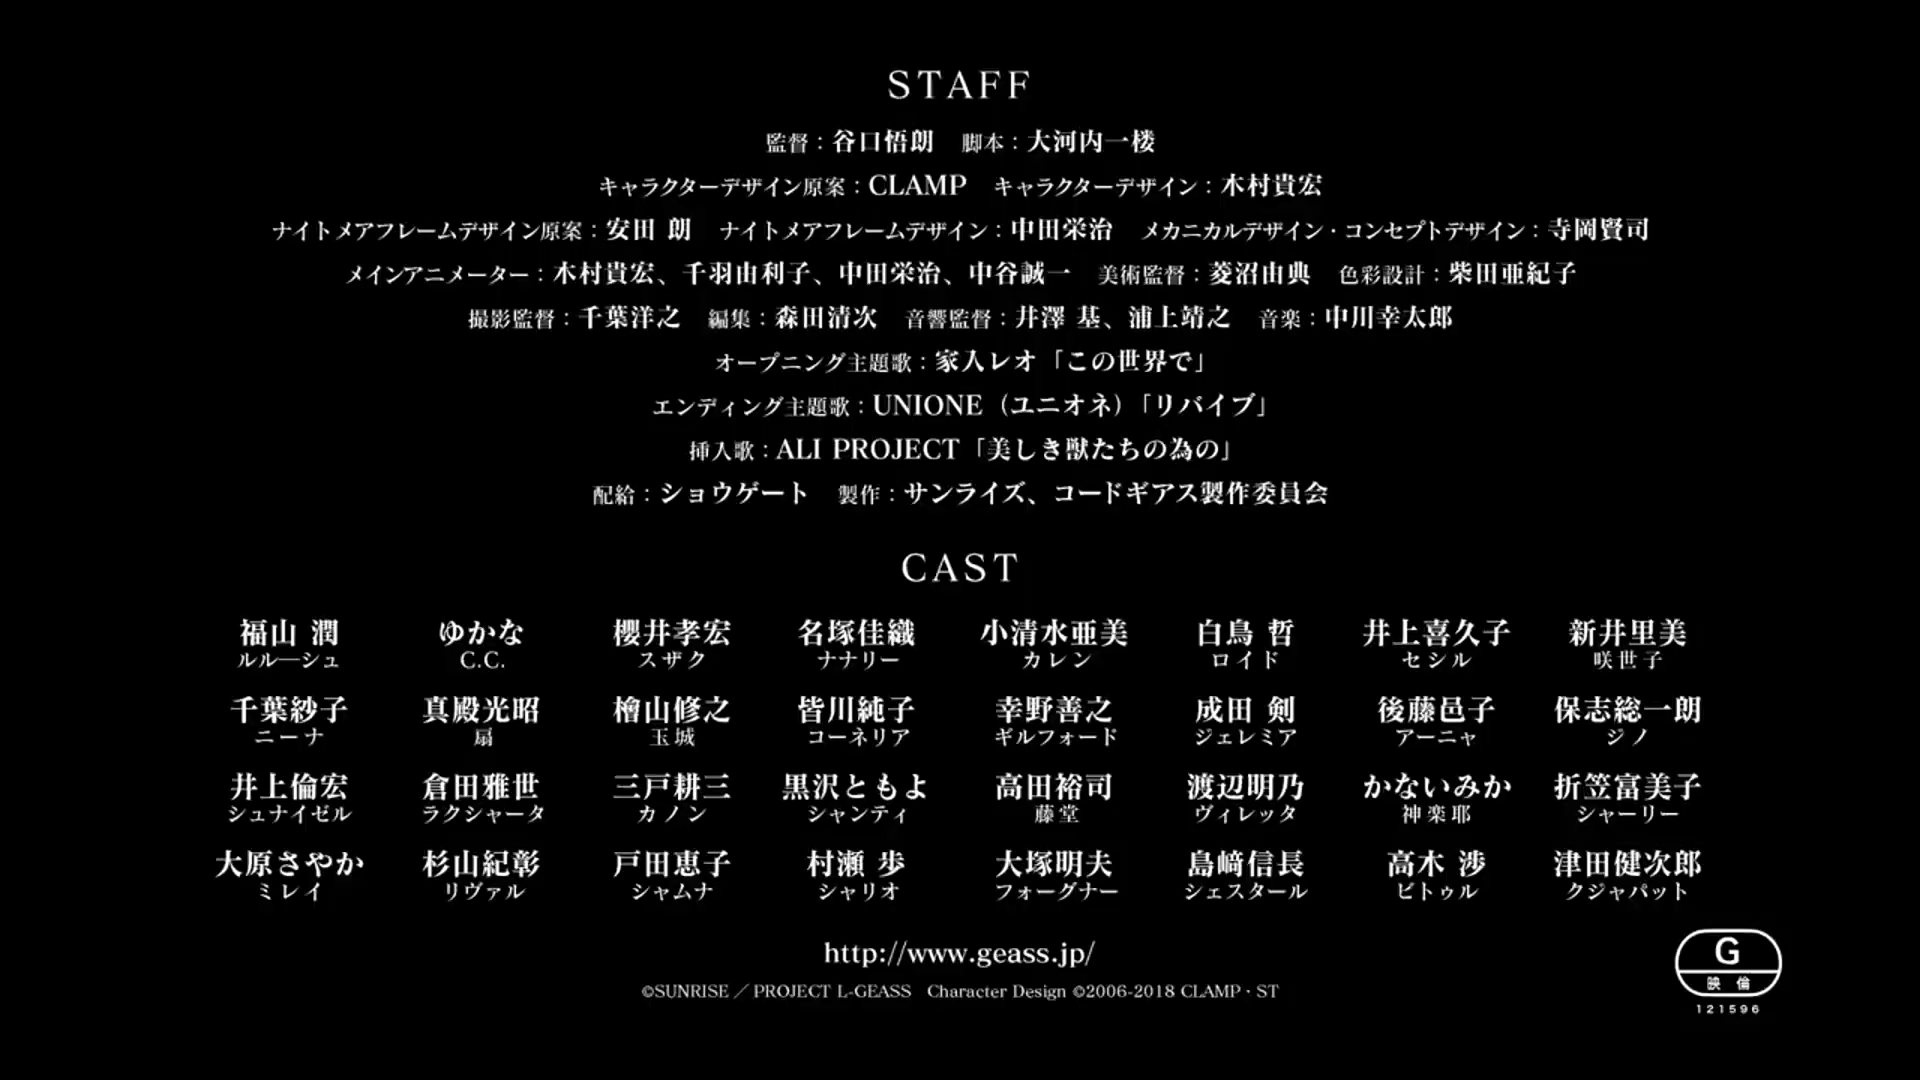 STAFF
監督：谷口悟朗　脚本：大河内一楼
キャラクターデザイン原案：CLAMP　キャラクターデザイン：木村貴宏
ナイトメアフレームデザイン原案：安田 朗　ナイトメアフレームデザイン：中田栄治　メカニカルデザイン・コンセプトデザイン：寺岡賢司
メインアニメーター：木村貴宏、千羽由利子、中田栄治、中谷誠一　美術監督：菱沼由典　色彩設計：柴田亜紀子
撮影監督：千葉洋之　編集：森田清次　音響監督：井澤 基、浦上靖之　音楽：中川幸太郎
オープニング主題歌：家入レオ「この世界で」
エンディング主題歌：UNIONE（ユニオネ）「リバイブ」
挿入歌：ALI PROJECT「美しき獣たちの為の」
配給：ショウゲート　製作：サンライズ、コードギアス製作委員会
CAST
福山 潤　ゆかな　櫻井孝宏　名塚佳織　小清水亜美　白鳥 哲　井上喜久子　新井里美
ルルーシュ　C.C.　スザク　ナナリー　カレン　ロイド　セシル　咲世子
千葉紗子　真殿光昭　檜山修之　皆川純子　幸野善之　成田 剣　後藤邑子　保志総一朗
ニーナ　扇　玉城　コーネリア　ギルフォード　ジェレミア　アーニャ　ジノ
井上倫宏　倉田雅世　三戸耕三　黒沢ともよ　高田裕司　渡辺明乃　かないみか　折笠富美子
シュナイゼル　ラクシャータ　カノン　シャンティ　藤堂　ヴィレッタ　神楽耶　シャーリー
大原さやか　杉山紀彰　戸田恵子　村瀬 歩　大塚明夫　島﨑信長　高木 渉　津田健次郎
ミレイ　リヴァル　シャムナ　シャリオ　フォーグナー　シェスタール　ビトゥル　クジャパット
http://www.geass.jp/
©SUNRISE／PROJECT L-GEASS　Character Design ©2006-2018 CLAMP・ST
G
映倫
121596